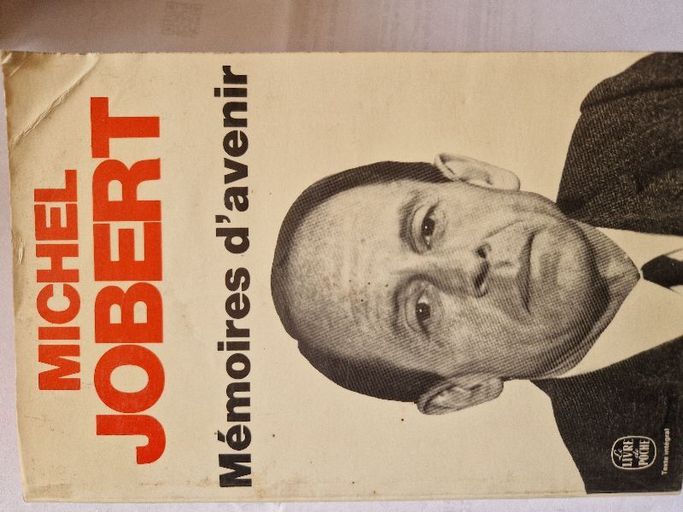 MICHEL
JOBERT
Mémoires d'avenir
Le
LIVRE
de
POCHE
Texte intégral